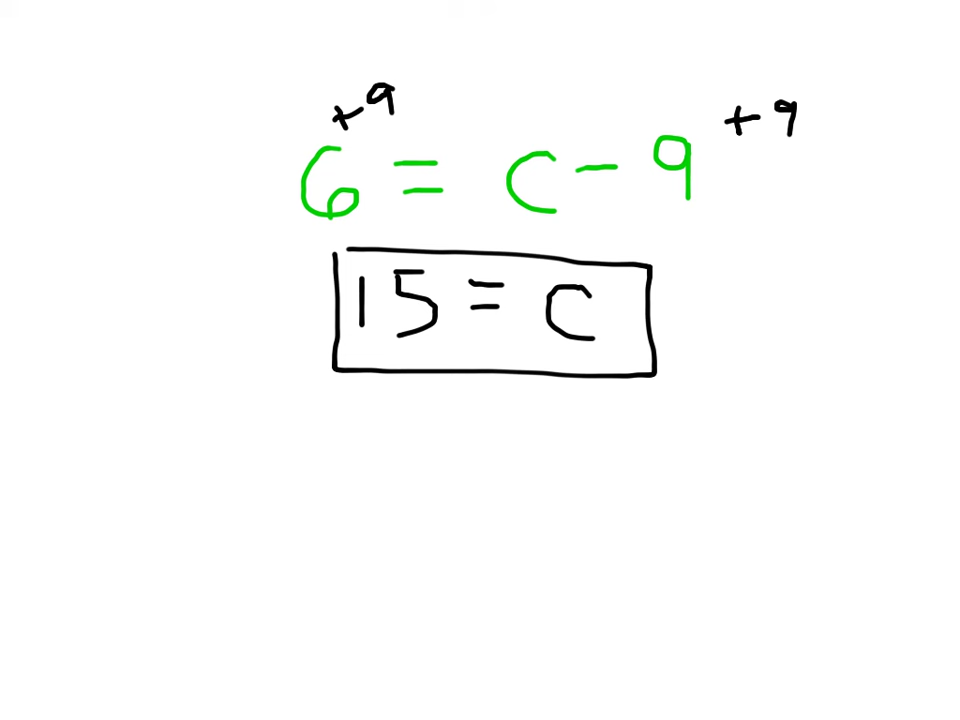 +9 +9
6 = c - 9
15 = c